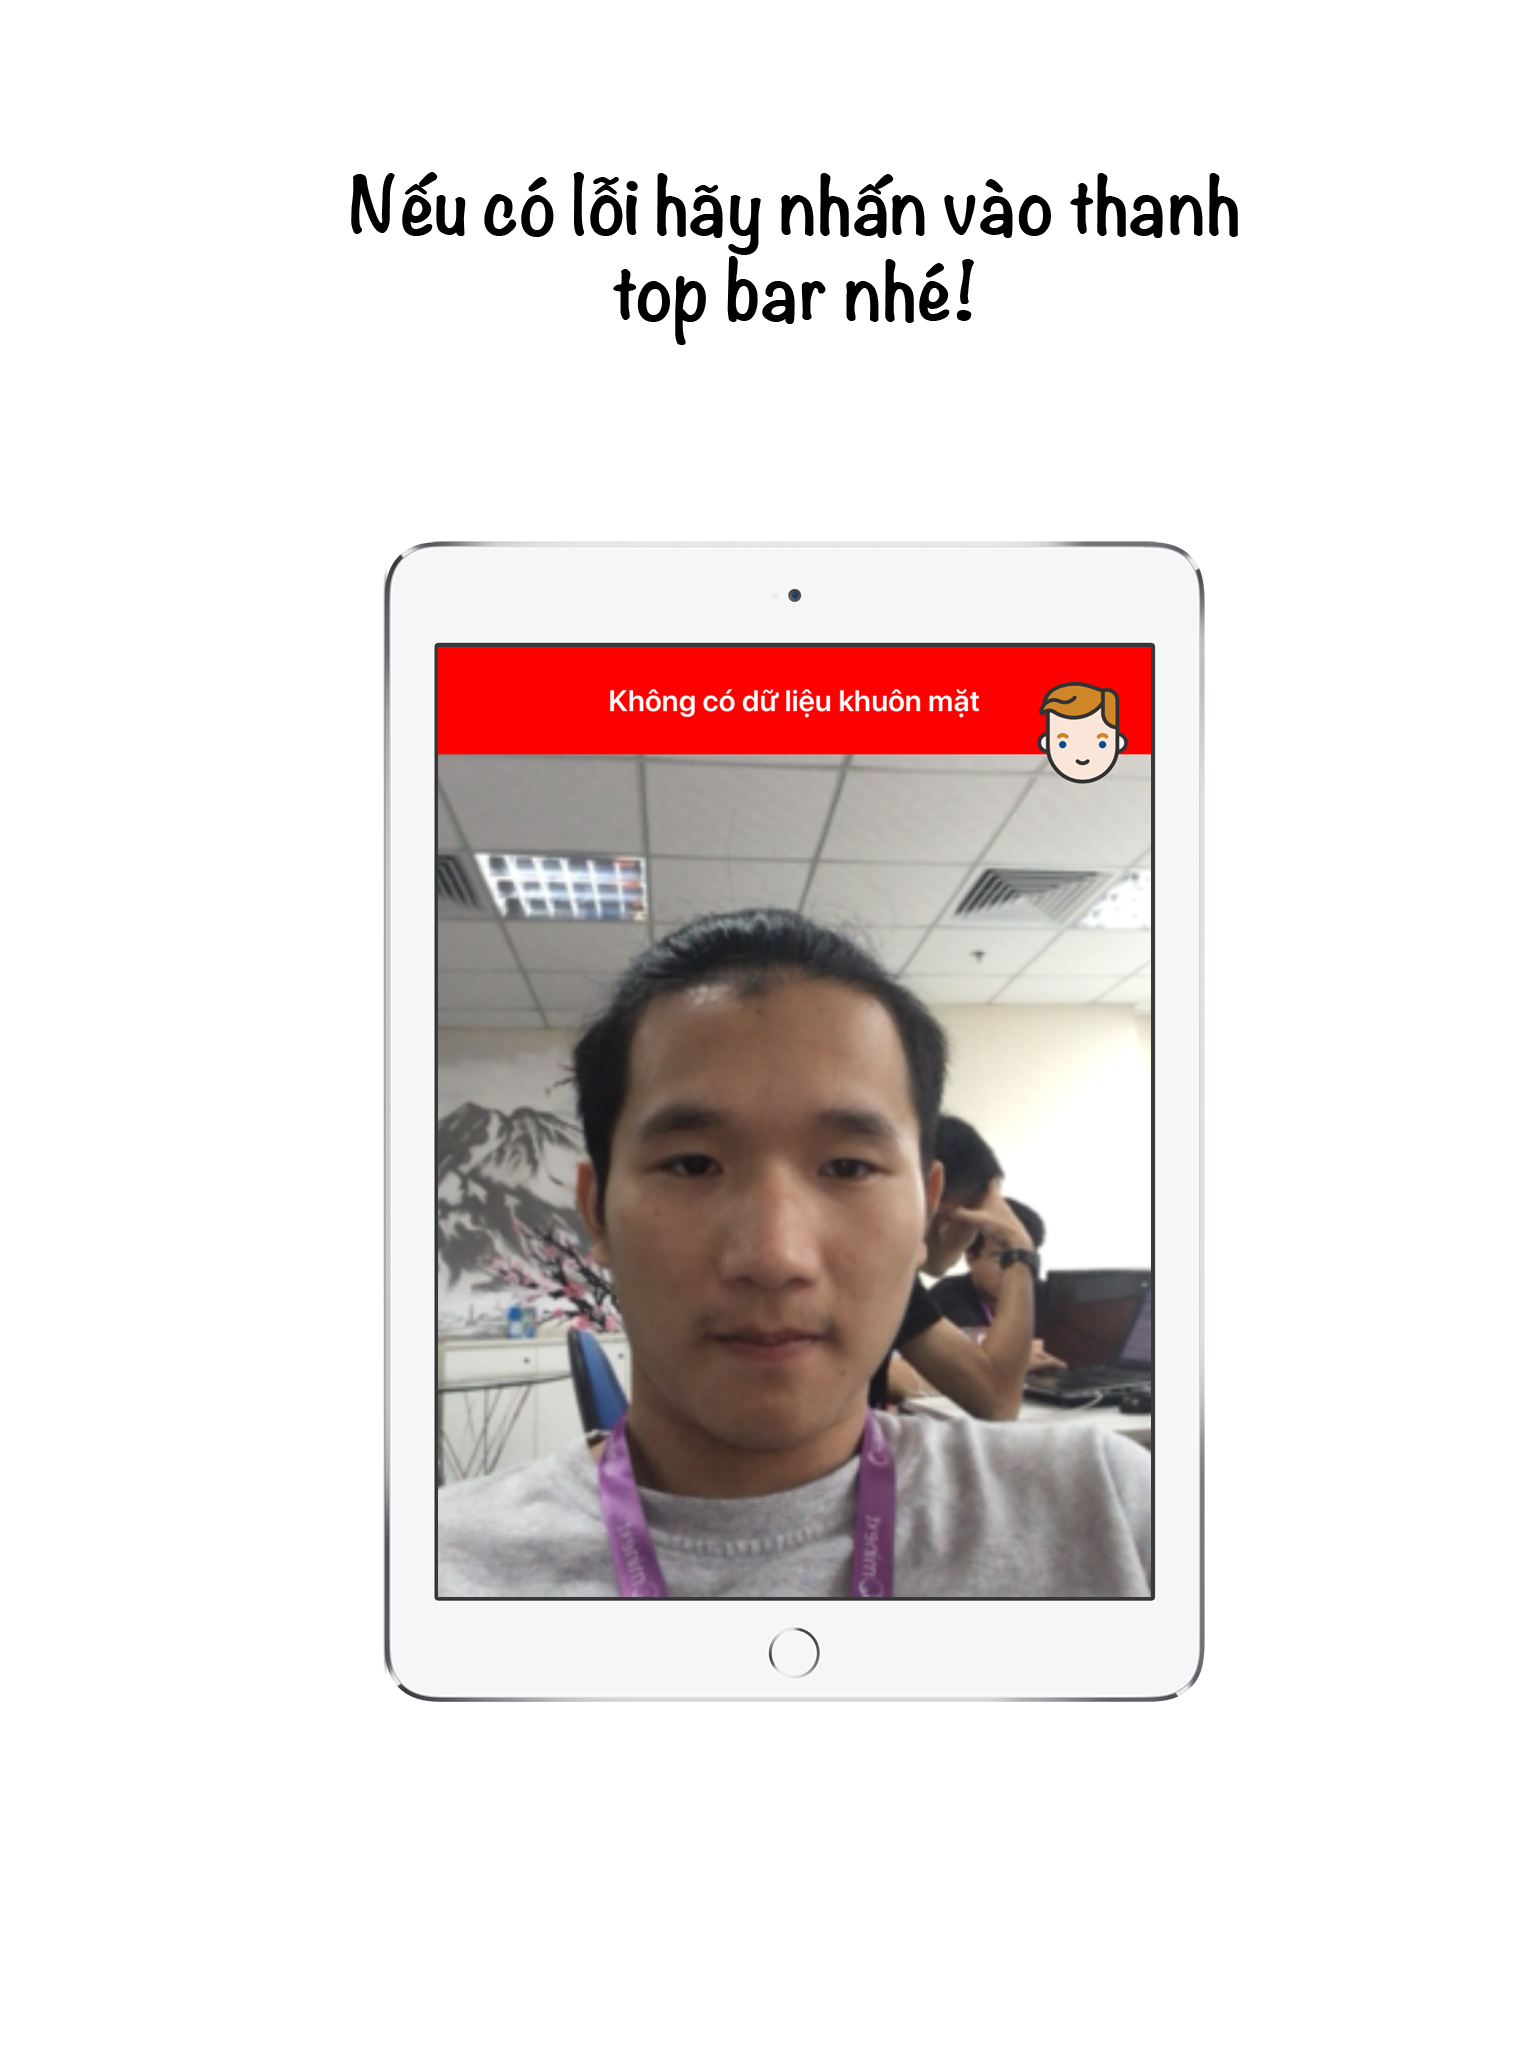 Nếu có lỗi hãy nhấn vào thanh
top bar nhé!
Không có dữ liệu khuôn mặt